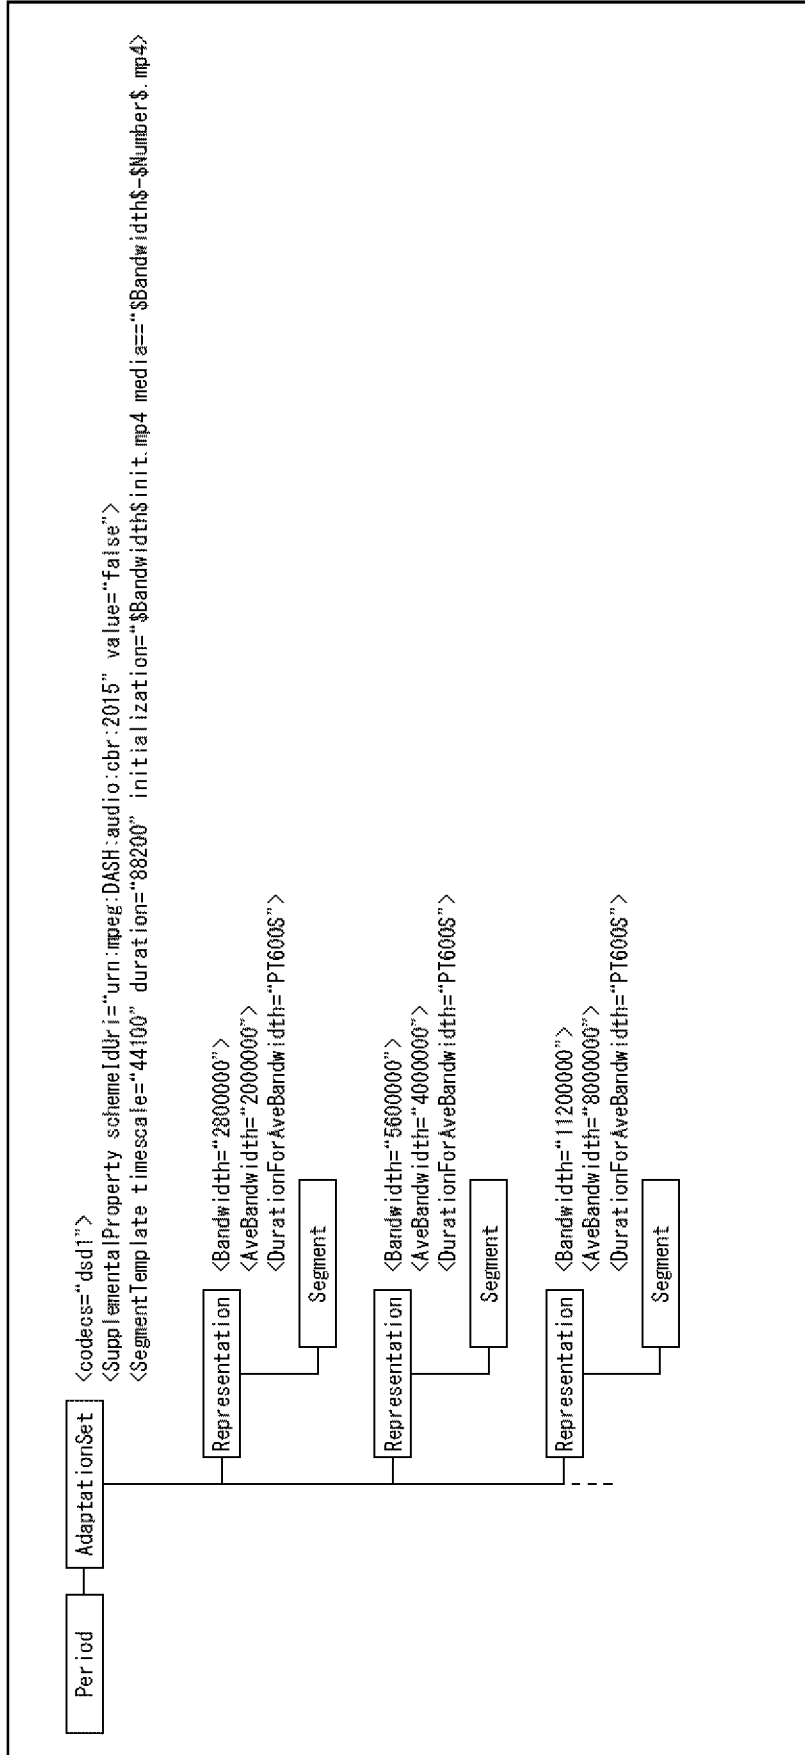 Period
AdaptationSet
<codecs=“dsd1”>
<SupplementalProperty schemeIdUri=“urn:mpeg:DASH:audio:cbr:2015” value=“false”>
<SegmentTemplate timescale=“44100” duration=“88200” initialization=“$Bandwidth$init.mp4 media==“$Bandwidth$-$Number$.mp4>
Representation
<Bandwidth=“2800000”>
<AveBandwidth=“2000000”>
<DurationForAveBandwidth=“PT600S”>
Segment
Representation
<Bandwidth=“5600000”>
<AveBandwidth=“4000000”>
<DurationForAveBandwidth=“PT600S”>
Segment
Representation
<Bandwidth=“11200000”>
<AveBandwidth=“8000000”>
<DurationForAveBandwidth=“PT600S”>
Segment